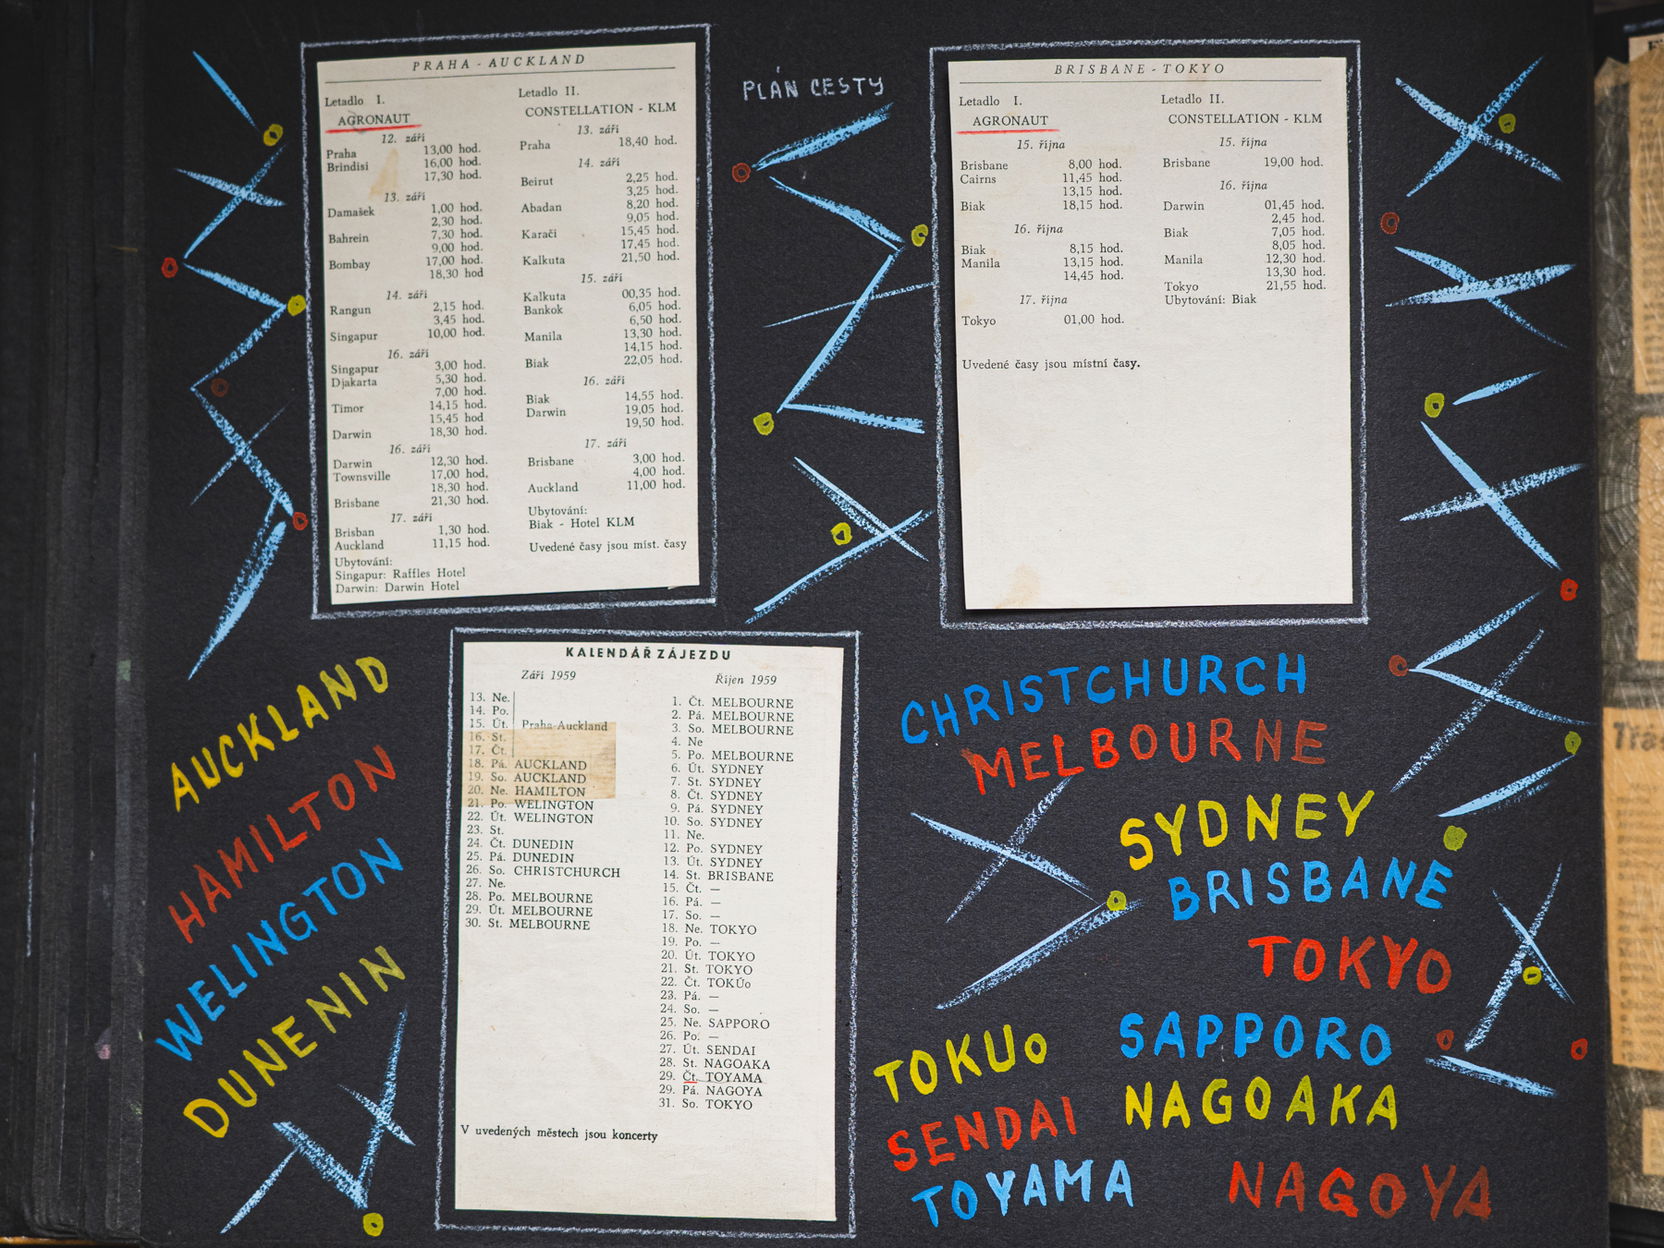 PLÁN CESTY
PRAHA - AUCKLAND
Letadlo I.
AGRONAUT
12. září
Praha 13,00 hod.
Brindisi 16,00 hod.
17,30 hod.
13. září
Damašek 1,00 hod.
2,30 hod.
Bahrein 7,30 hod.
9,00 hod.
Bombay 17,00 hod.
18,30 hod
14. září
Rangun 2,15 hod.
3,45 hod.
Singapur 10,00 hod.
16. září
Singapur 3,00 hod.
Djakarta 5,30 hod.
7,00 hod.
Timor 14,15 hod.
15,45 hod.
Darwin 18,30 hod.
16. září
Darwin 12,30 hod.
Townsville 17,00 hod.
18,30 hod.
Brisbane 21,30 hod.
17. září
Brisban 1,30 hod.
Auckland 11,15 hod.
Ubytování:
Singapur: Raffles Hotel
Darwin: Darwin Hotel
Letadlo II.
CONSTELLATION - KLM
13. září
Praha 18,40 hod.
14. září
Beirut 2,25 hod.
3,25 hod.
Abadan 8,20 hod.
9,05 hod.
Karači 15,45 hod.
17,45 hod.
Kalkuta 21,50 hod.
15. září
Kalkuta 00,35 hod.
Bankok 6,05 hod.
6,50 hod.
Manila 13,30 hod.
14,15 hod.
Biak 22,05 hod.
16. září
Biak 14,55 hod.
Darwin 19,05 hod.
19,50 hod.
17. září
Brisbane 3,00 hod.
4,00 hod.
Auckland 11,00 hod.
Ubytování:
Biak - Hotel KLM
Uvedené časy jsou míst. časy
BRISBANE - TOKYO
Letadlo I.
AGRONAUT
15. října
Brisbane 8,00 hod.
Cairns 11,45 hod.
13,15 hod.
Biak 18,15 hod.
16. října
Biak 8,15 hod.
Manila 13,15 hod.
14,45 hod.
17. října
Tokyo 01,00 hod.
Uvedené časy jsou místní časy.
Letadlo II.
CONSTELLATION - KLM
15. října
Brisbane 19,00 hod.
16. října
Darwin 01,45 hod.
2,45 hod.
Biak 7,05 hod.
8,05 hod.
Manila 12,30 hod.
13,30 hod.
Tokyo 21,55 hod.
Ubytování: Biak
KALENDÁŘ ZÁJEZDU
Září 1959
13. Ne.
14. Po.
15. Út. Praha-Auckland
16. St.
17. Čt.
18. Pá. AUCKLAND
19. So. AUCKLAND
20. Ne. HAMILTON
21. Po. WELINGTON
22. Út. WELINGTON
23. St.
24. Čt. DUNEDIN
25. Pá. DUNEDIN
26. So. CHRISTCHURCH
27. Ne.
28. Po. MELBOURNE
29. Út. MELBOURNE
30. St. MELBOURNE
Říjen 1959
1. Čt. MELBOURNE
2. Pá. MELBOURNE
3. So. MELBOURNE
4. Ne
5. Po. MELBOURNE
6. Út. SYDNEY
7. St. SYDNEY
8. Čt. SYDNEY
9. Pá. SYDNEY
10. So. SYDNEY
11. Ne.
12. Po. SYDNEY
13. Út. SYDNEY
14. St. BRISBANE
15. Čt. —
16. Pá. —
17. So. —
18. Ne. TOKYO
19. Po. —
20. Út. TOKYO
21. St. TOKYO
22. Čt. TOKUo
23. Pá. —
24. So. —
25. Ne. SAPPORO
26. Po. —
27. Út. SENDAI
28. St. NAGOAKA
29. Čt. TOYAMA
29. Pá. NAGOYA
31. So. TOKYO
V uvedených městech jsou koncerty
AUCKLAND
HAMILTON
WELINGTON
DUNENIN
CHRISTCHURCH
MELBOURNE
SYDNEY
BRISBANE
TOKYO
TOKUo
SAPPORO
SENDAI
NAGOAKA
TOYAMA
NAGOYA